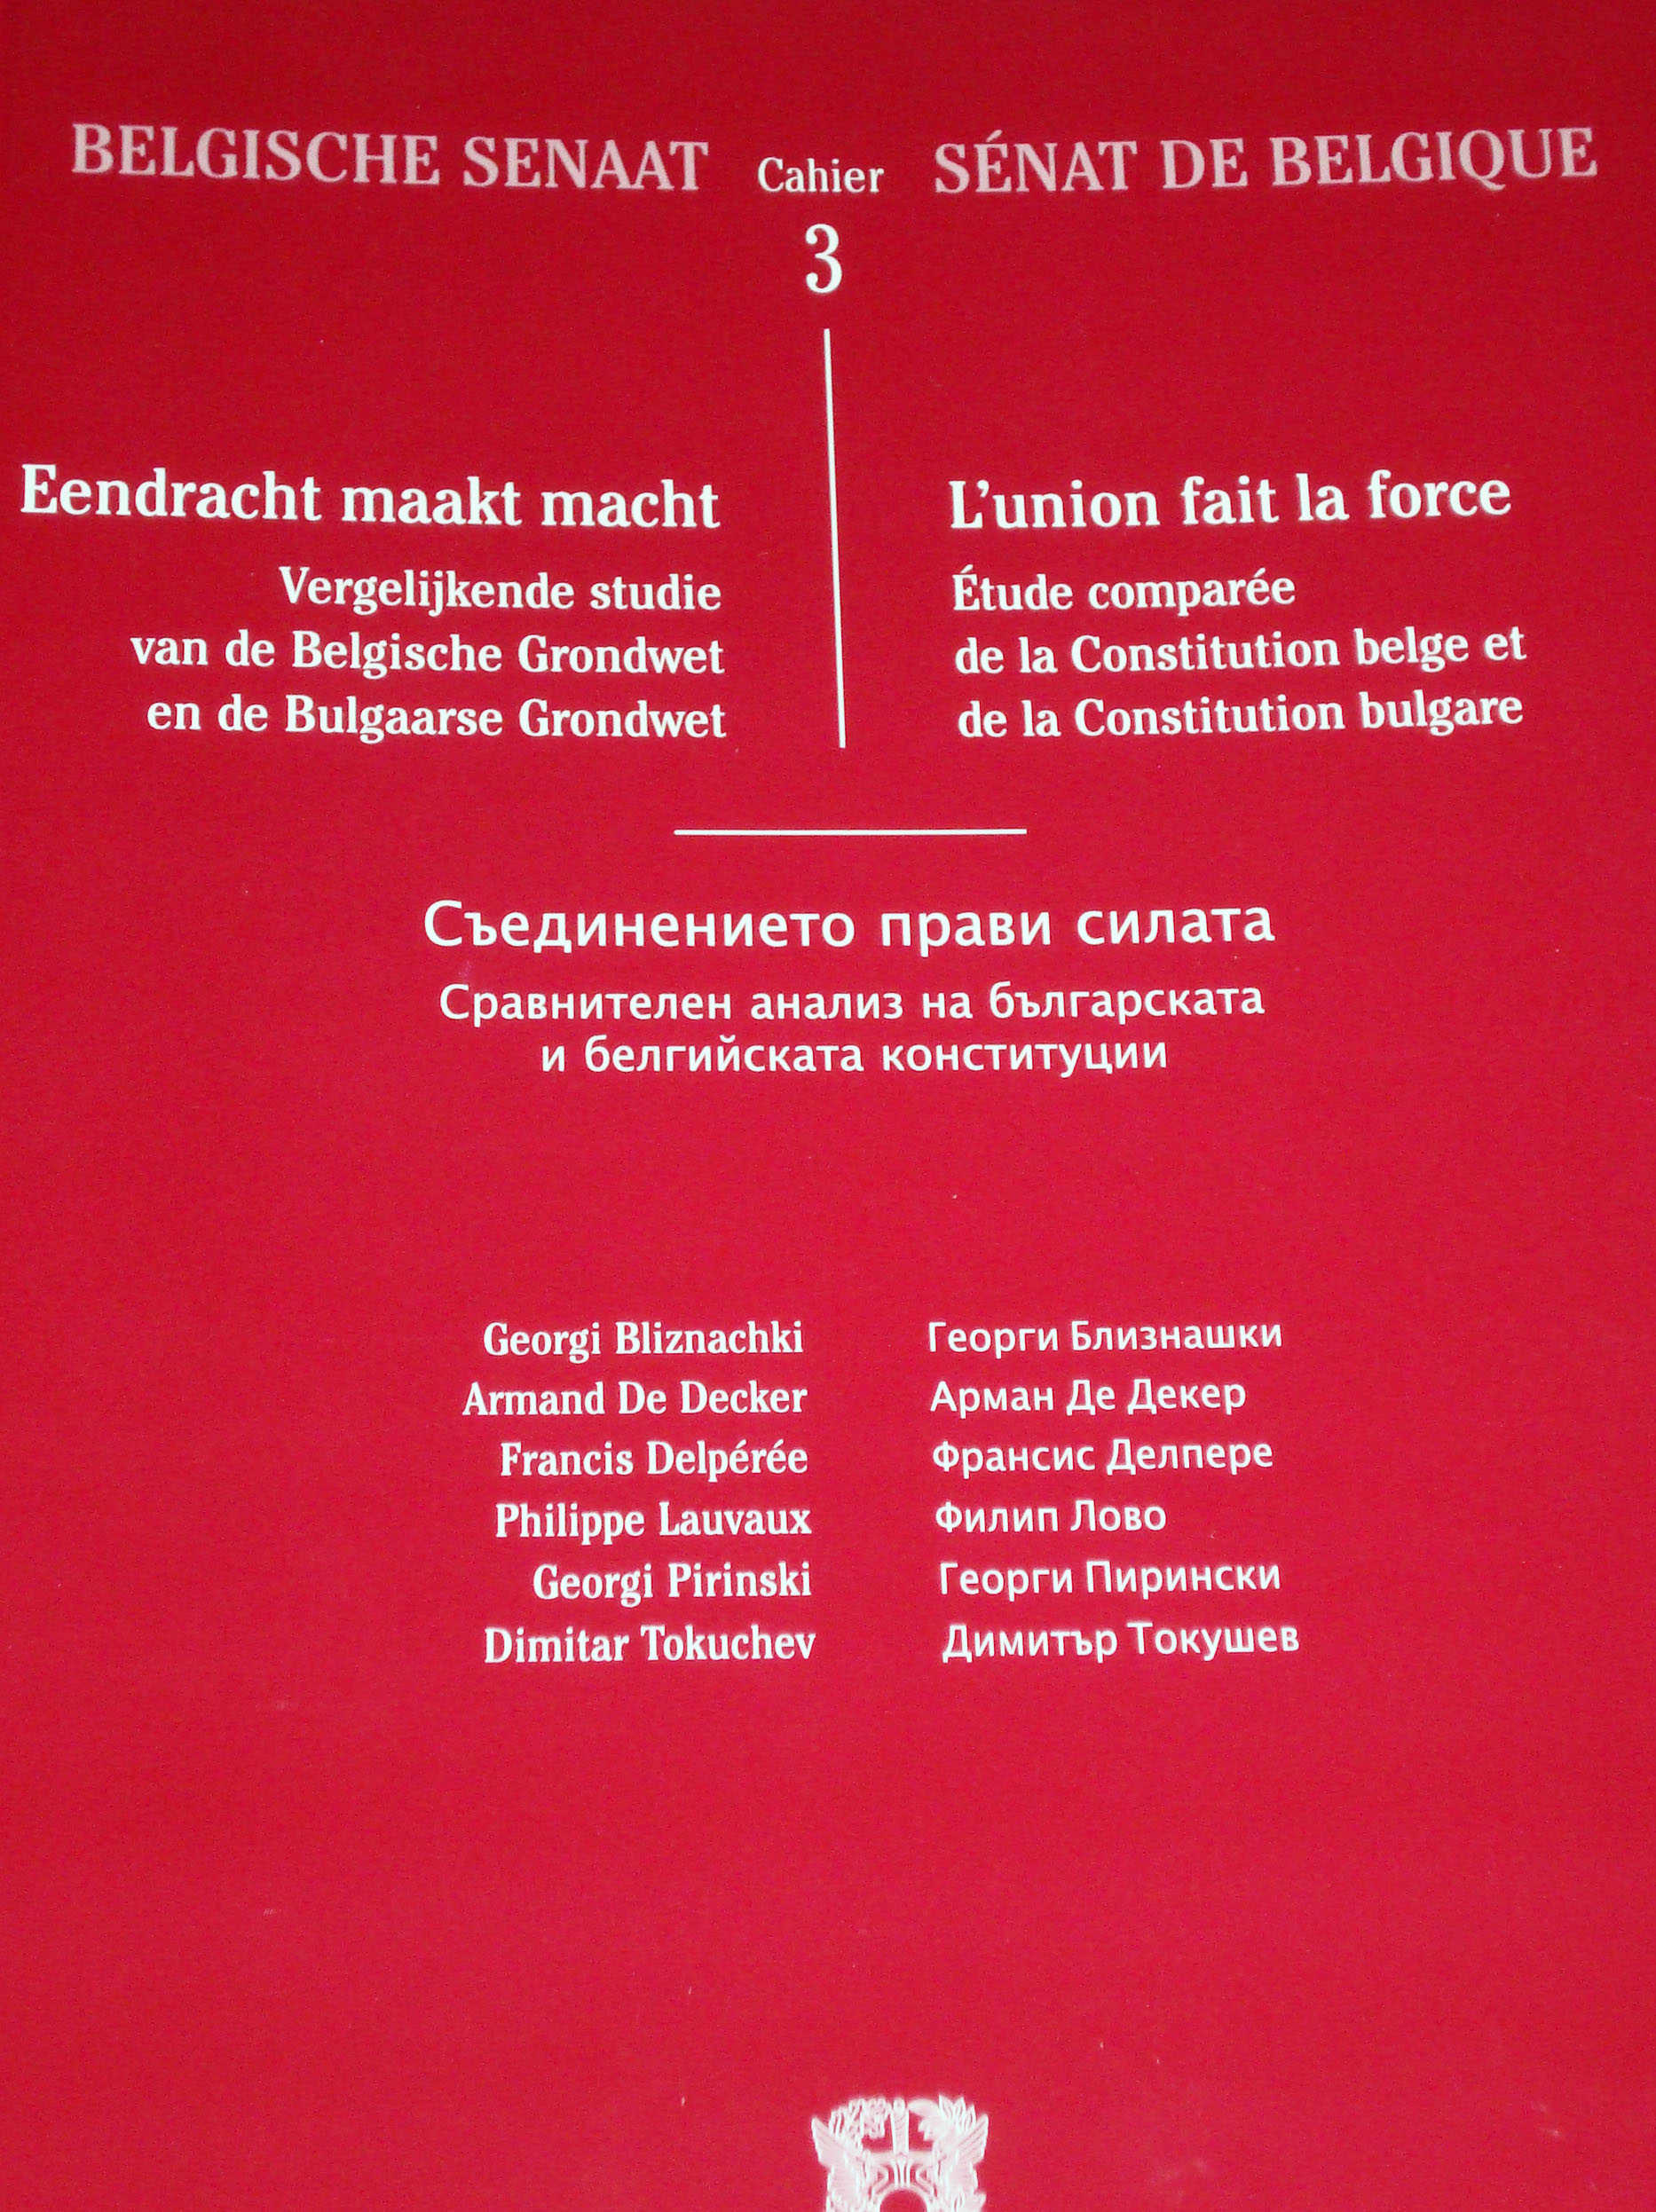 BELGISCHE SENAAT Cahier SÉNAT DE BELGIQUE
3
Eendracht maakt macht
Vergelijkende studie
van de Belgische Grondwet
en de Bulgaarse Grondwet
L'union fait la force
Étude comparée
de la Constitution belge et
de la Constitution bulgare
Съединението прави силата
Сравнителен анализ на българската
и белгийската конституции
Georgi Bliznachki
Armand De Decker
Francis Delpérée
Philippe Lauvaux
Georgi Pirinski
Dimitar Tokuchev
Георги Близнашки
Арман Де Декер
Франсис Делпере
Филип Лово
Георги Пирински
Димитър Токушев